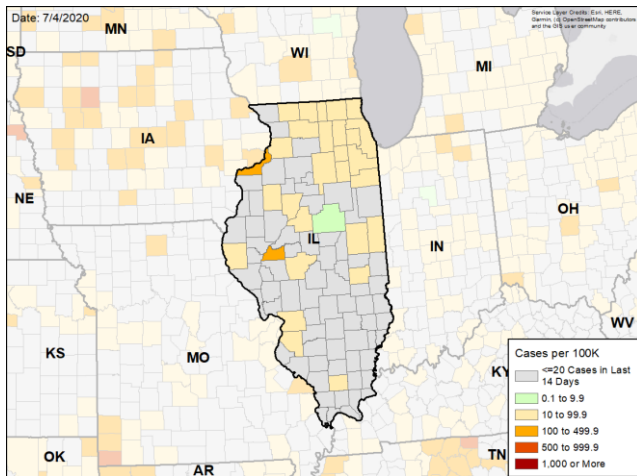 Date: 7/4/2020
Service Layer Credits: Esri, HERE,
Garmin, (c) OpenStreetMap contributors,
and the GIS user community
MN
SD
WI
MI
IA
NE
IL
IN
OH
WV
KS
MO
KY
OK
AR
TN
Cases per 100K
<=20 Cases in Last
14 Days
0.1 to 9.9
10 to 99.9
100 to 499.9
500 to 999.9
1,000 or More